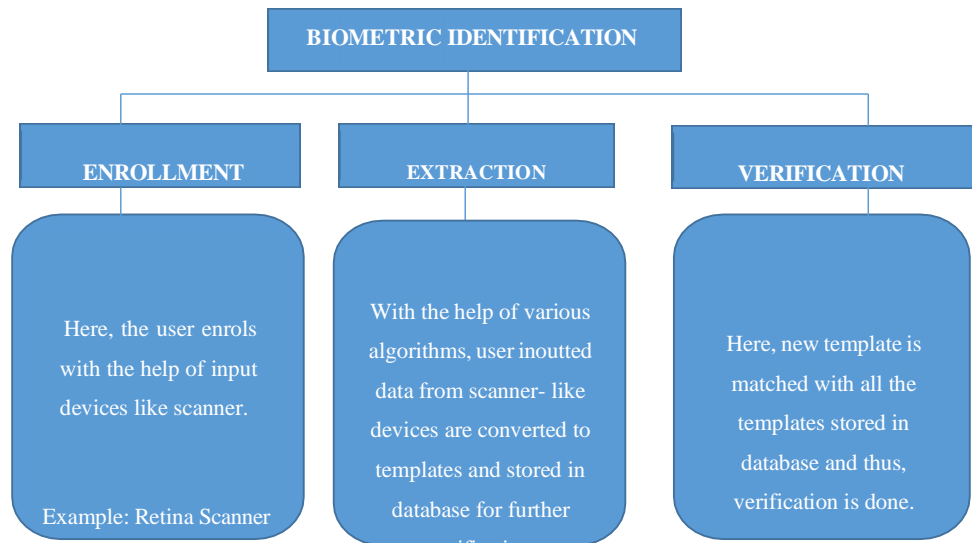 BIOMETRIC IDENTIFICATION
ENROLLMENT
Here, the user enrols
with the help of input
devices like scanner.
Example: Retina Scanner
EXTRACTION
With the help of various
algorithms, user inoutted
data from scanner- like
devices are converted to
templates and stored in
database for further
VERIFICATION
Here, new template is
matched with all the
templates stored in
database and thus,
verification is done.